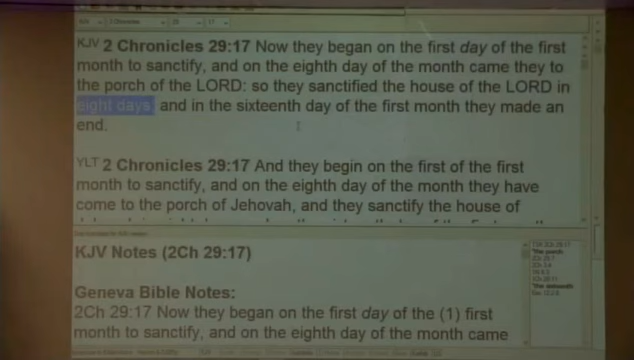 KJV 2 Chronicles 29:17 Now they began on the first day of the first
month to sanctify, and on the eighth day of the month came they to
the porch of the LORD: so they sanctified the house of the LORD in
eight days; and in the sixteenth day of the first month they made an
end.
YLT 2 Chronicles 29:17 And they begin on the first of the first
month to sanctify, and on the eighth day of the month they have
come to the porch of Jehovah, and they sanctify the house of
KJV Notes (2Ch 29:17)
Geneva Bible Notes:
2Ch 29:17 Now they began on the first day of the (1) first
month to sanctify, and on the eighth day of the month came